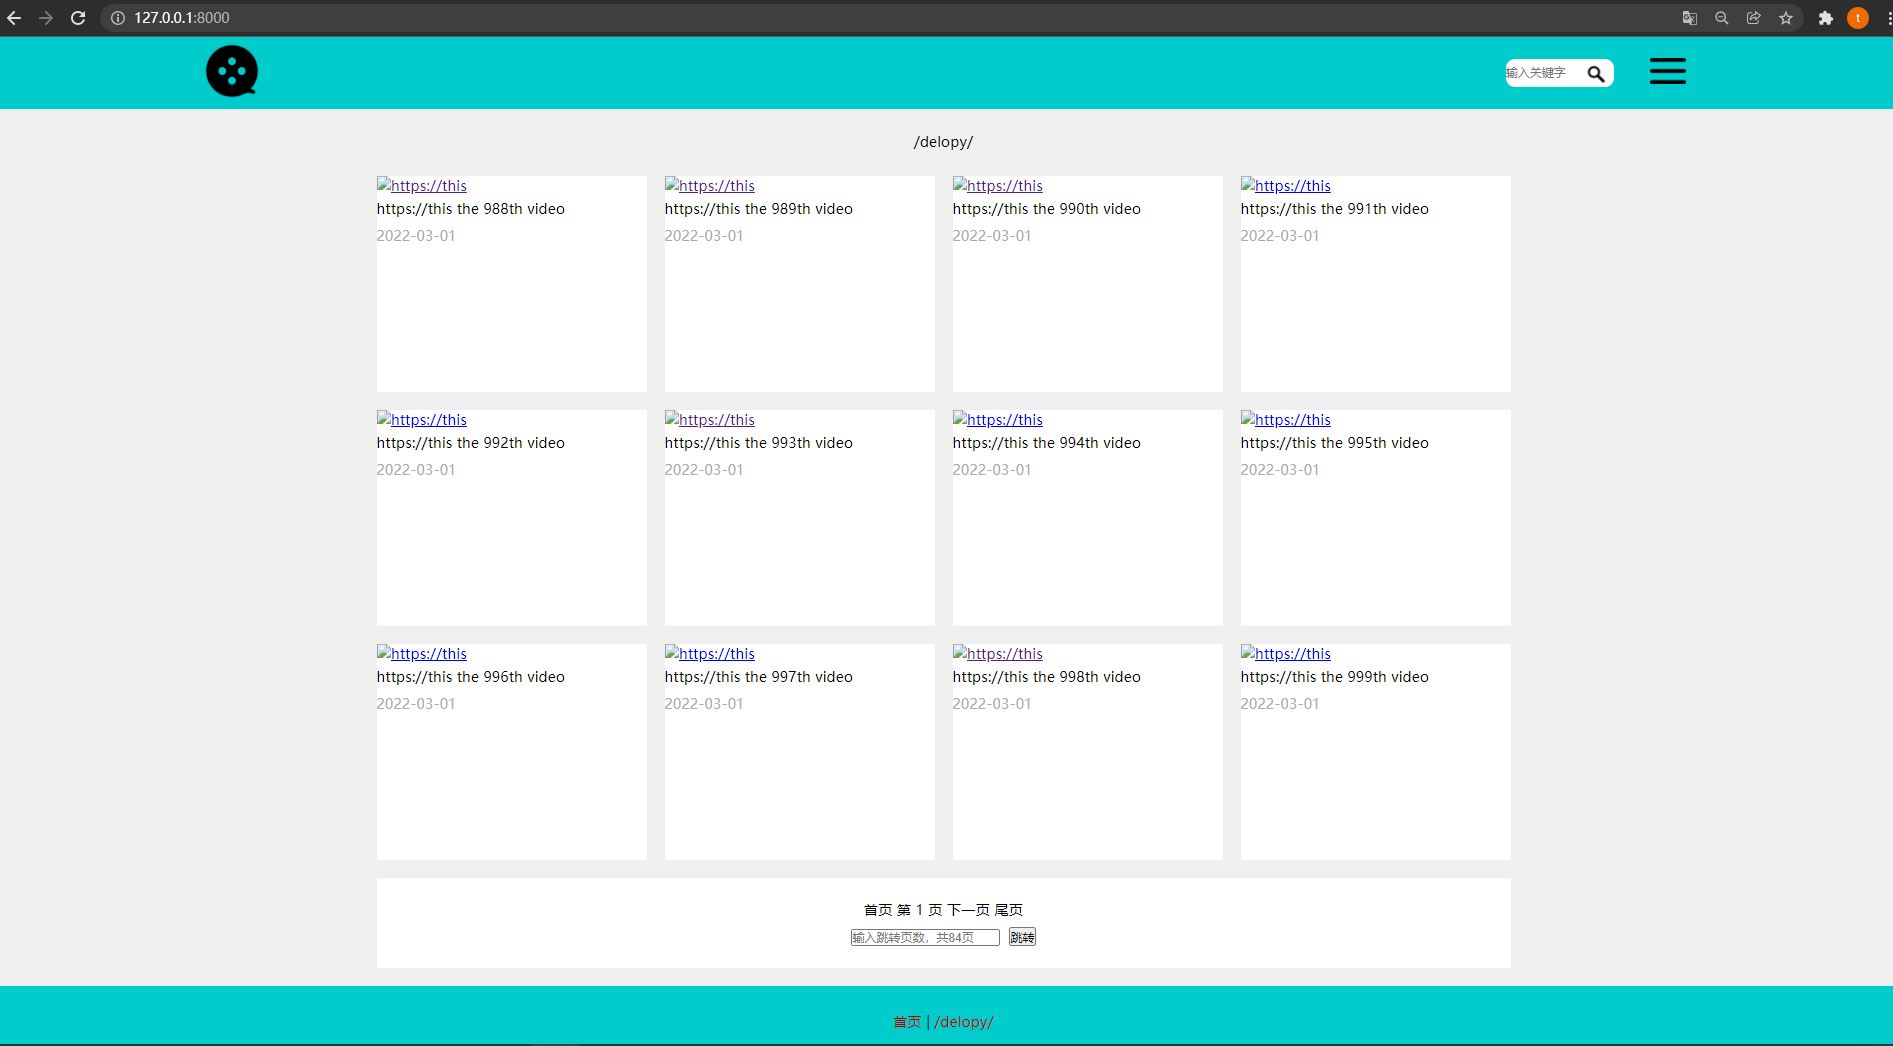 127.0.0.1:8000
t
输入关键字
/delopy/
https://this https://this https://this https://this
https://this the 988th video https://this the 989th video https://this the 990th video https://this the 991th video
2022-03-01 2022-03-01 2022-03-01 2022-03-01
https://this https://this https://this https://this
https://this the 992th video https://this the 993th video https://this the 994th video https://this the 995th video
2022-03-01 2022-03-01 2022-03-01 2022-03-01
https://this https://this https://this https://this
https://this the 996th video https://this the 997th video https://this the 998th video https://this the 999th video
2022-03-01 2022-03-01 2022-03-01 2022-03-01
首页 第 1 页 下一页 尾页
输入跳转页数，共84页 跳转
首页 | /delopy/